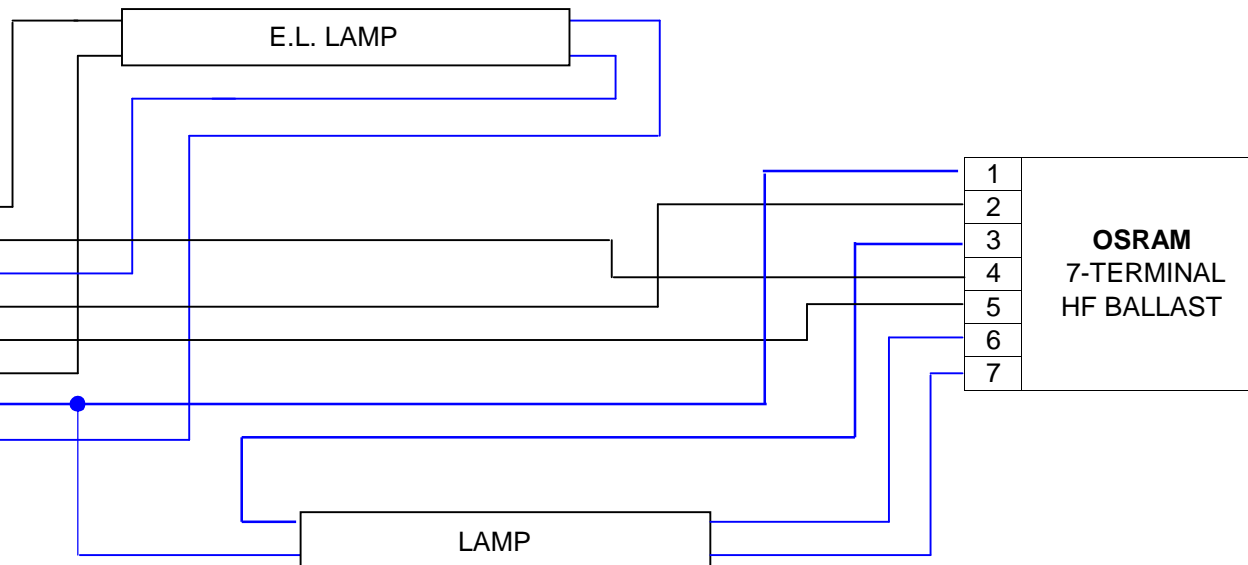 E.L. LAMP
1
2
3
4
5
6
7
OSRAM
7-TERMINAL
HF BALLAST
LAMP